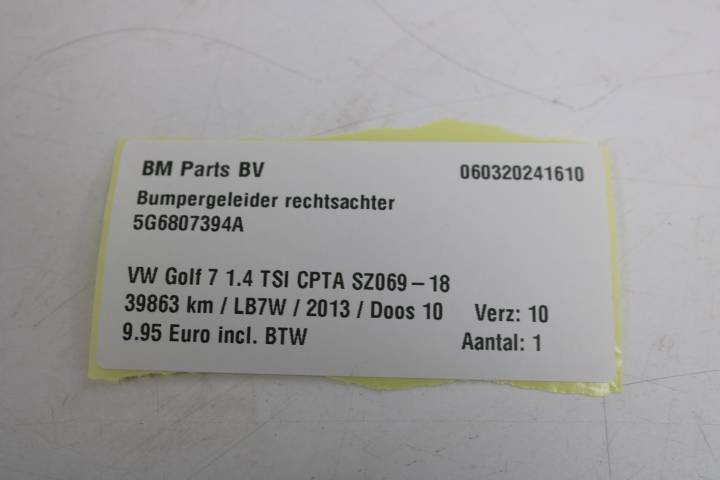 BM Parts BV 060320241610
Bumpergeleider rechtsachter
5G6807394A
VW Golf 7 1.4 TSI CPTA SZ069-18
39863 km / LB7W / 2013 / Doos 10 Verz: 10
9.95 Euro incl. BTW Aantal: 1